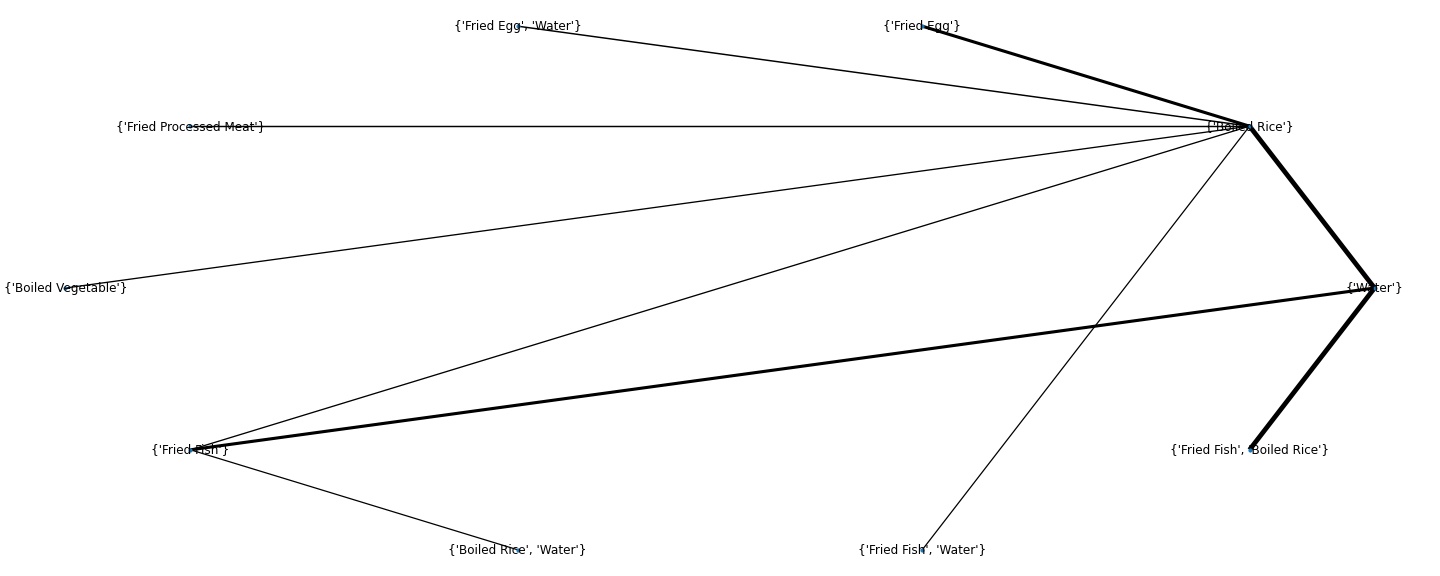 {'Fried Egg', 'Water'}
{'Fried Egg'}
{'Fried Processed Meat'}
{'Boiled Rice'}
{'Boiled Vegetable'}
{'Water'}
{'Fried Fish'}
{'Fried Fish', 'Boiled Rice'}
{'Boiled Rice', 'Water'}
{'Fried Fish', 'Water'}